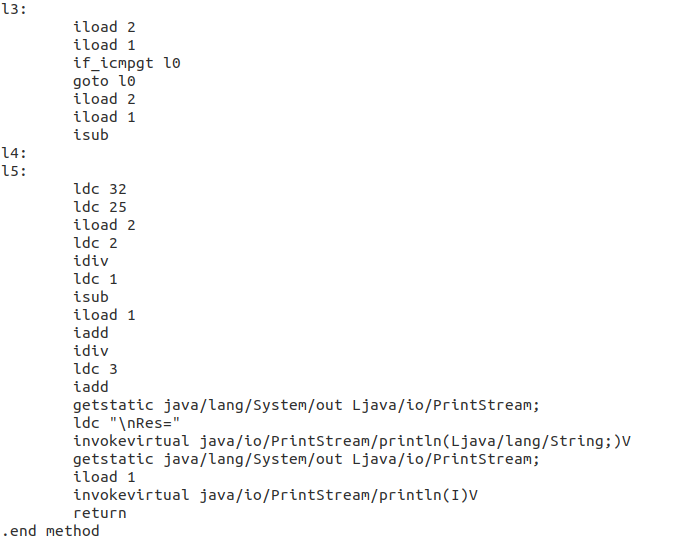 l3:
        iload 2
        iload 1
        if_icmpgt l0
        goto l0
        iload 2
        iload 1
        isub
l4:
l5:
        ldc 32
        ldc 25
        iload 2
        ldc 2
        idiv
        ldc 1
        isub
        iload 1
        iadd
        idiv
        ldc 3
        iadd
        getstatic java/lang/System/out Ljava/io/PrintStream;
        ldc "\nRes="
        invokevirtual java/io/PrintStream/println(Ljava/lang/String;)V
        getstatic java/lang/System/out Ljava/io/PrintStream;
        iload 1
        invokevirtual java/io/PrintStream/println(I)V
        return
.end method